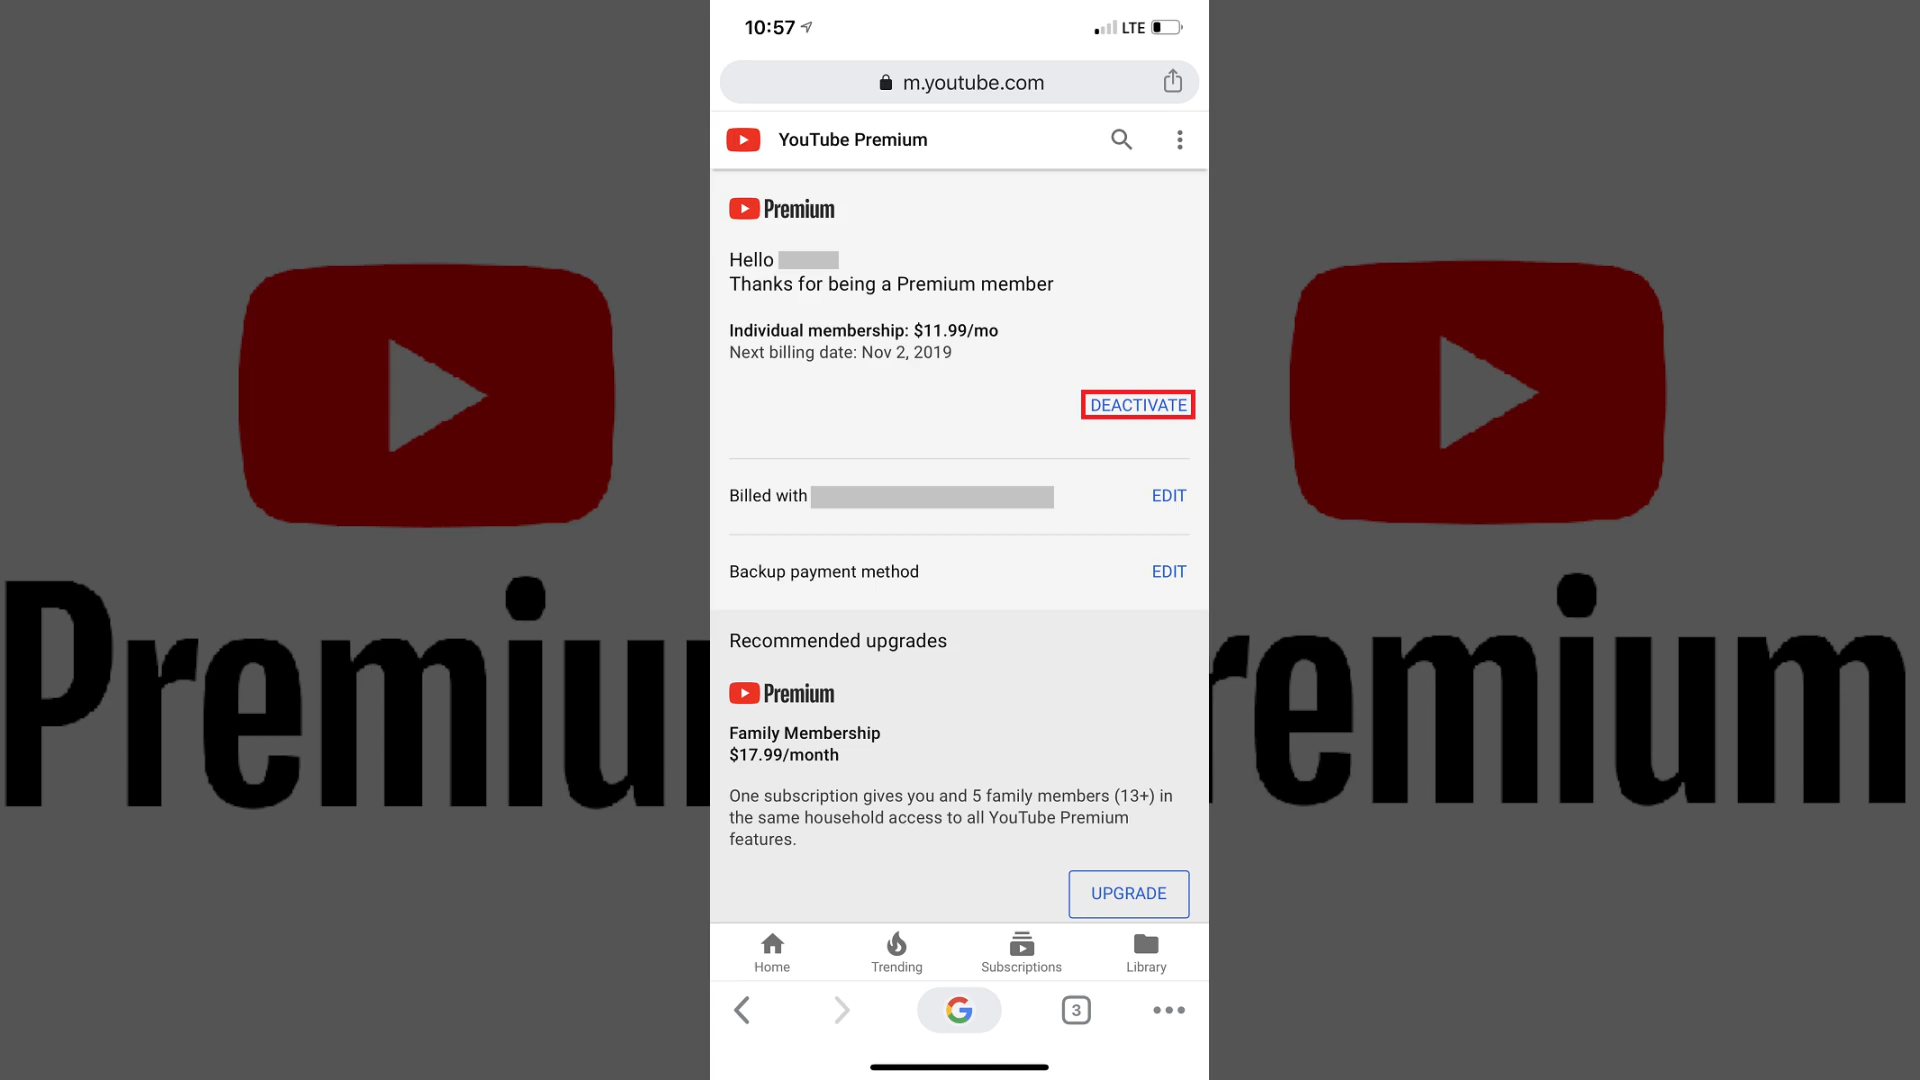 10:57
LTE
m.youtube.com
YouTube Premium
Premium
Hello
Thanks for being a Premium member
Individual membership: $11.99/mo
Next billing date: Nov 2, 2019
DEACTIVATE
Billed with
EDIT
Backup payment method
EDIT
Recommended upgrades
Premium
Family Membership
$17.99/month
One subscription gives you and 5 family members (13+) in
the same household access to all YouTube Premium
features.
UPGRADE
Home
Trending
Subscriptions
Library
G
3
Premiu
remium